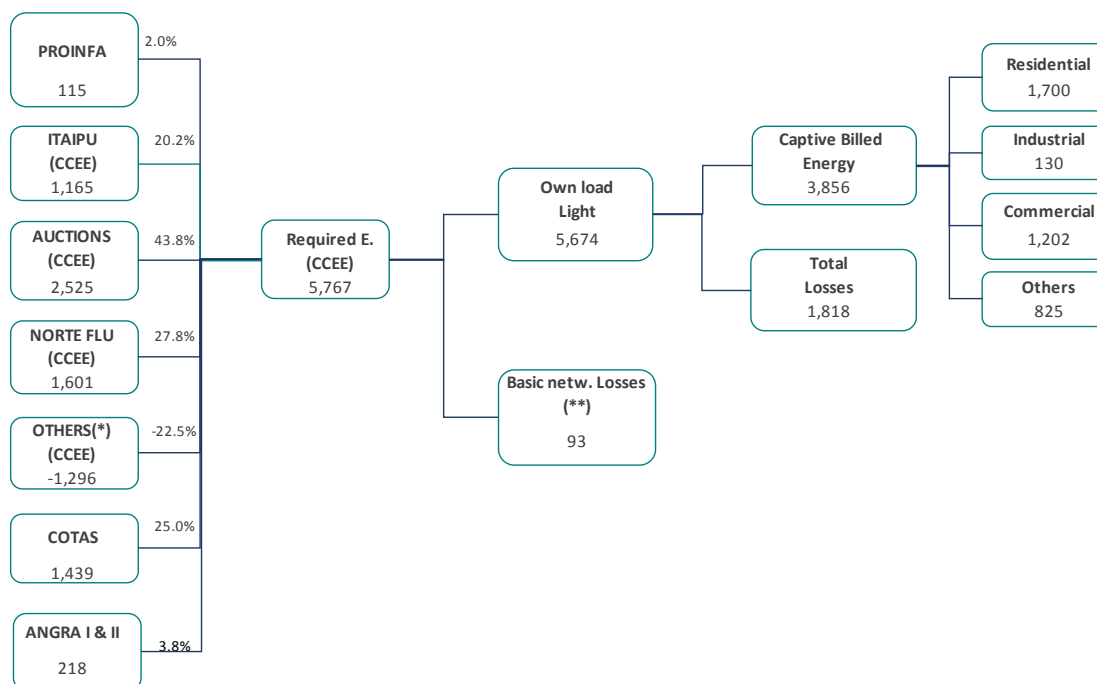 PROINFA
115
2.0%
ITAIPU
(CCEE)
1,165
20.2%
AUCTIONS
(CCEE)
2,525
43.8%
NORTE FLU
(CCEE)
1,601
27.8%
OTHERS(*)
(CCEE)
-1,296
-22.5%
COTAS
1,439
25.0%
ANGRA I & II
218
3.8%
Required E.
(CCEE)
5,767
Own load
Light
5,674
Basic netw. Losses
(**)
93
Captive Billed
Energy
3,856
Total
Losses
1,818
Residential
1,700
Industrial
130
Commercial
1,202
Others
825